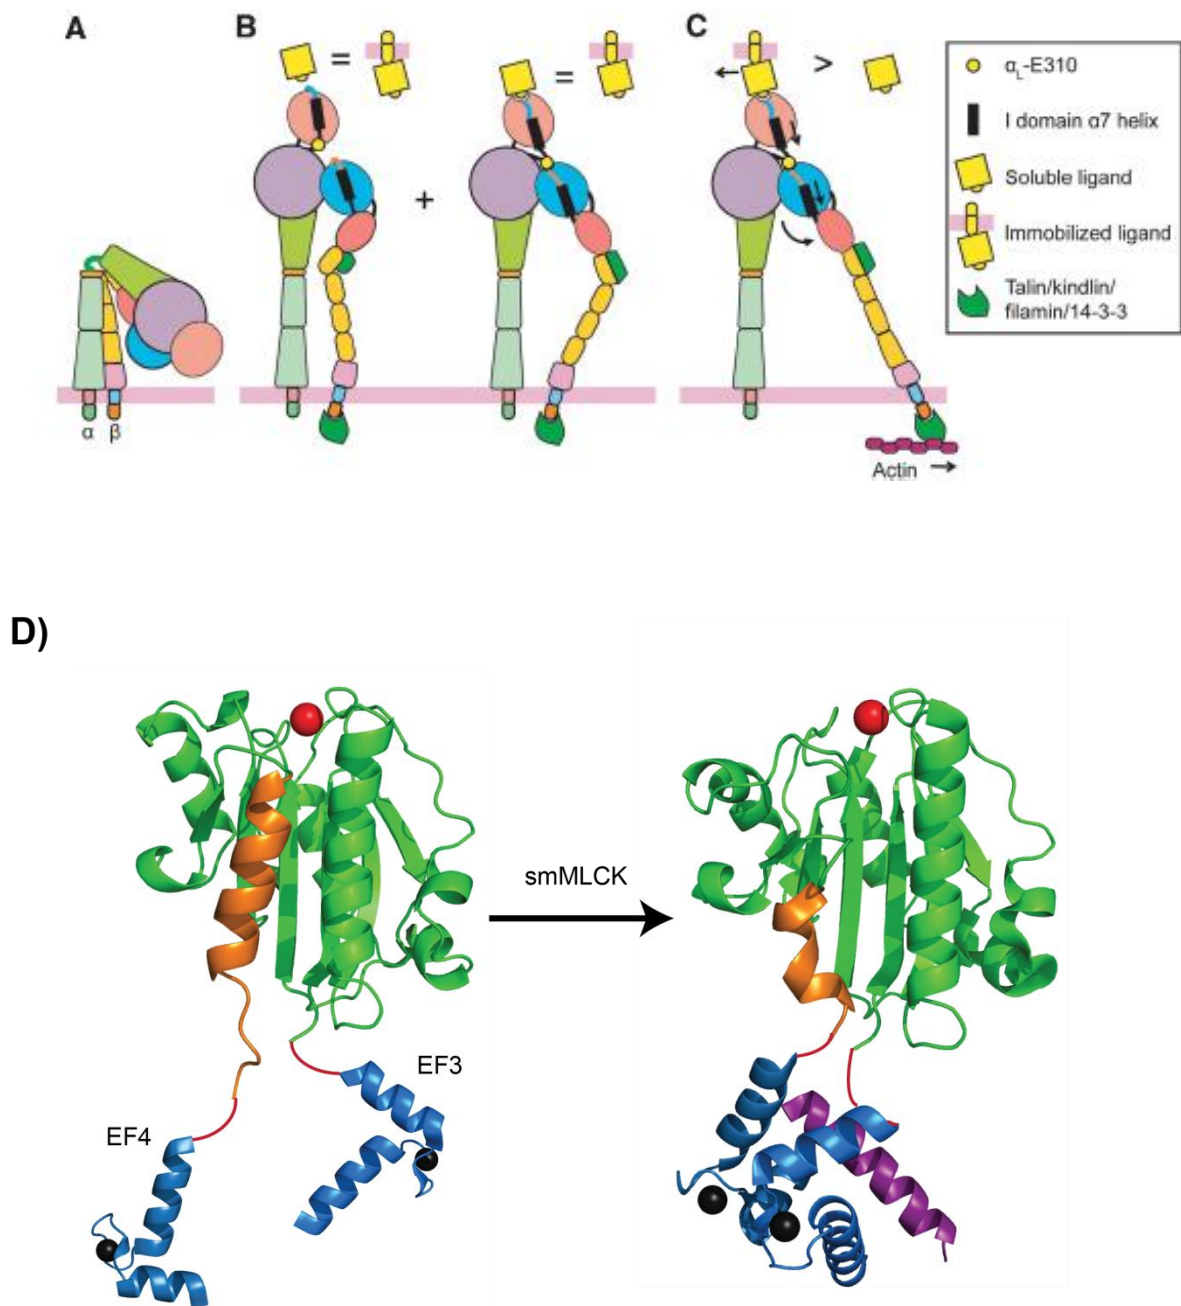 A
B
C
=
=
+
>
α β
Actin →
αL-E310
I domain α7 helix
Soluble ligand
Immobilized ligand
Talin/kindlin/
filamin/14-3-3
D)
smMLCK
EF3
EF4